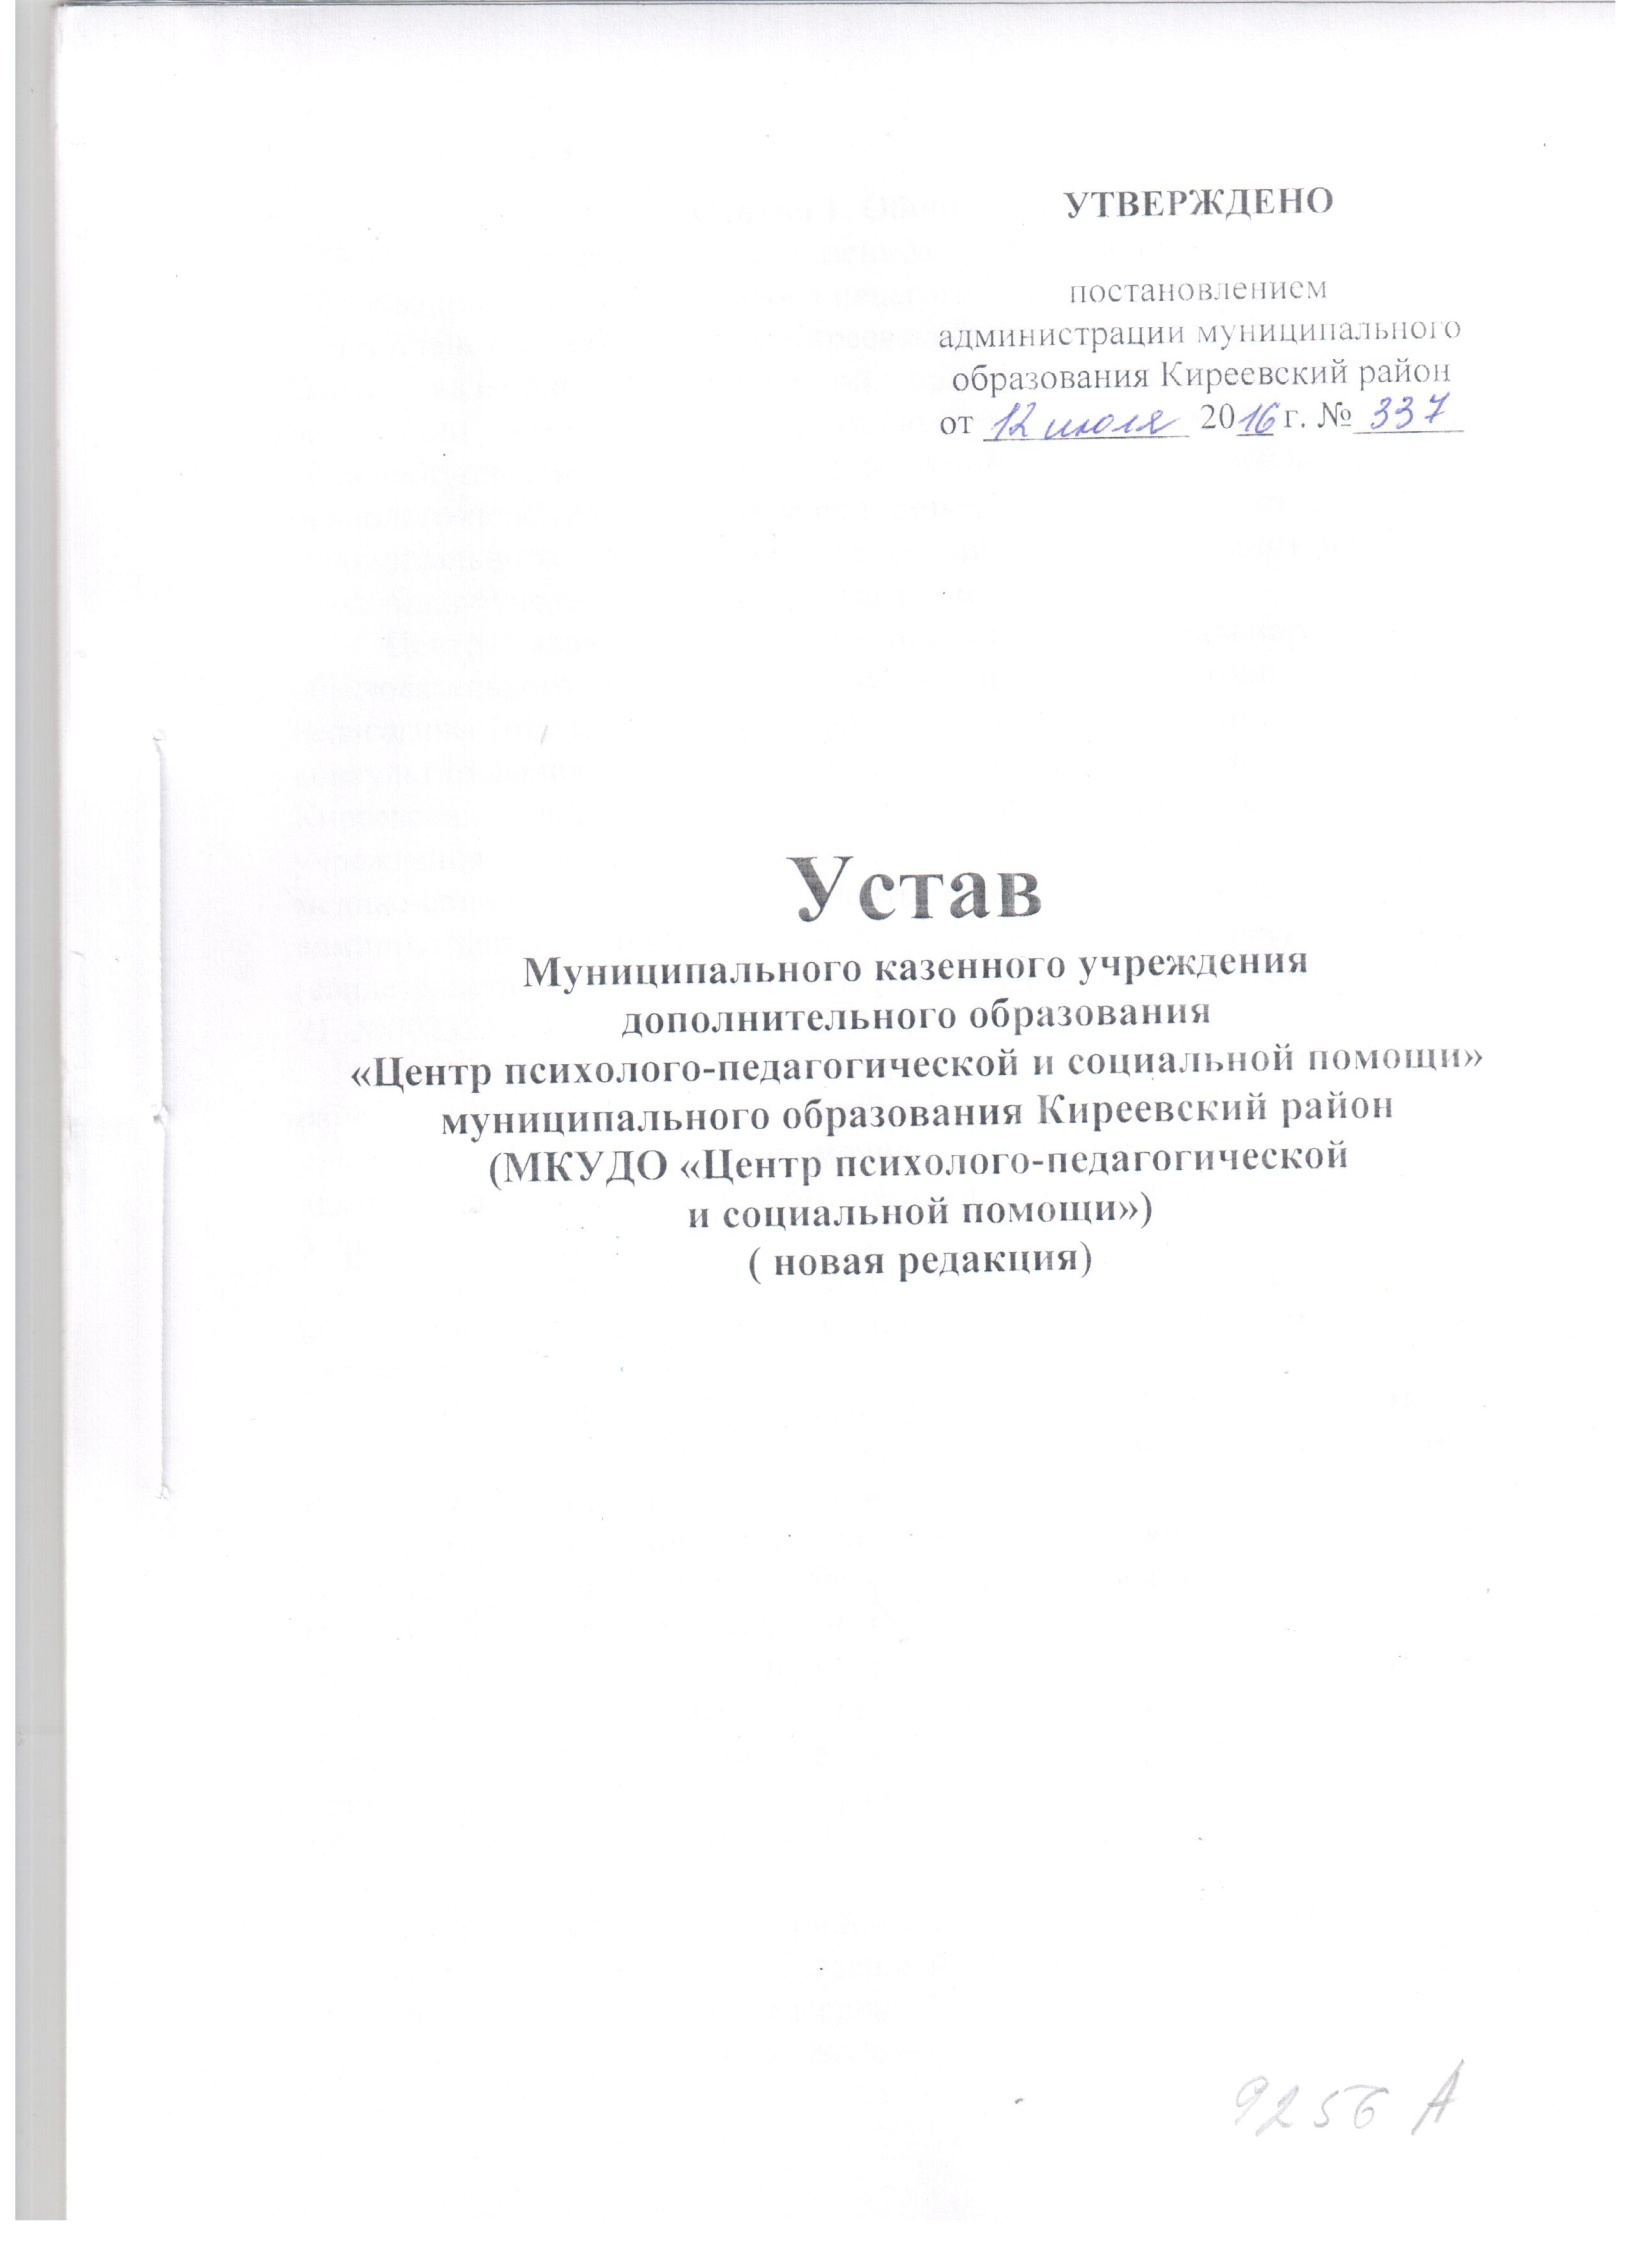 УТВЕРЖДЕНО
постановлением
администрации муниципального
образования Киреевский район
от 12 июля 2016 г. № 337
Устав
Муниципального казенного учреждения
дополнительного образования
«Центр психолого-педагогической и социальной помощи»
муниципального образования Киреевский район
(МКУДО «Центр психолого-педагогической
и социальной помощи»)
( новая редакция)
9256 А